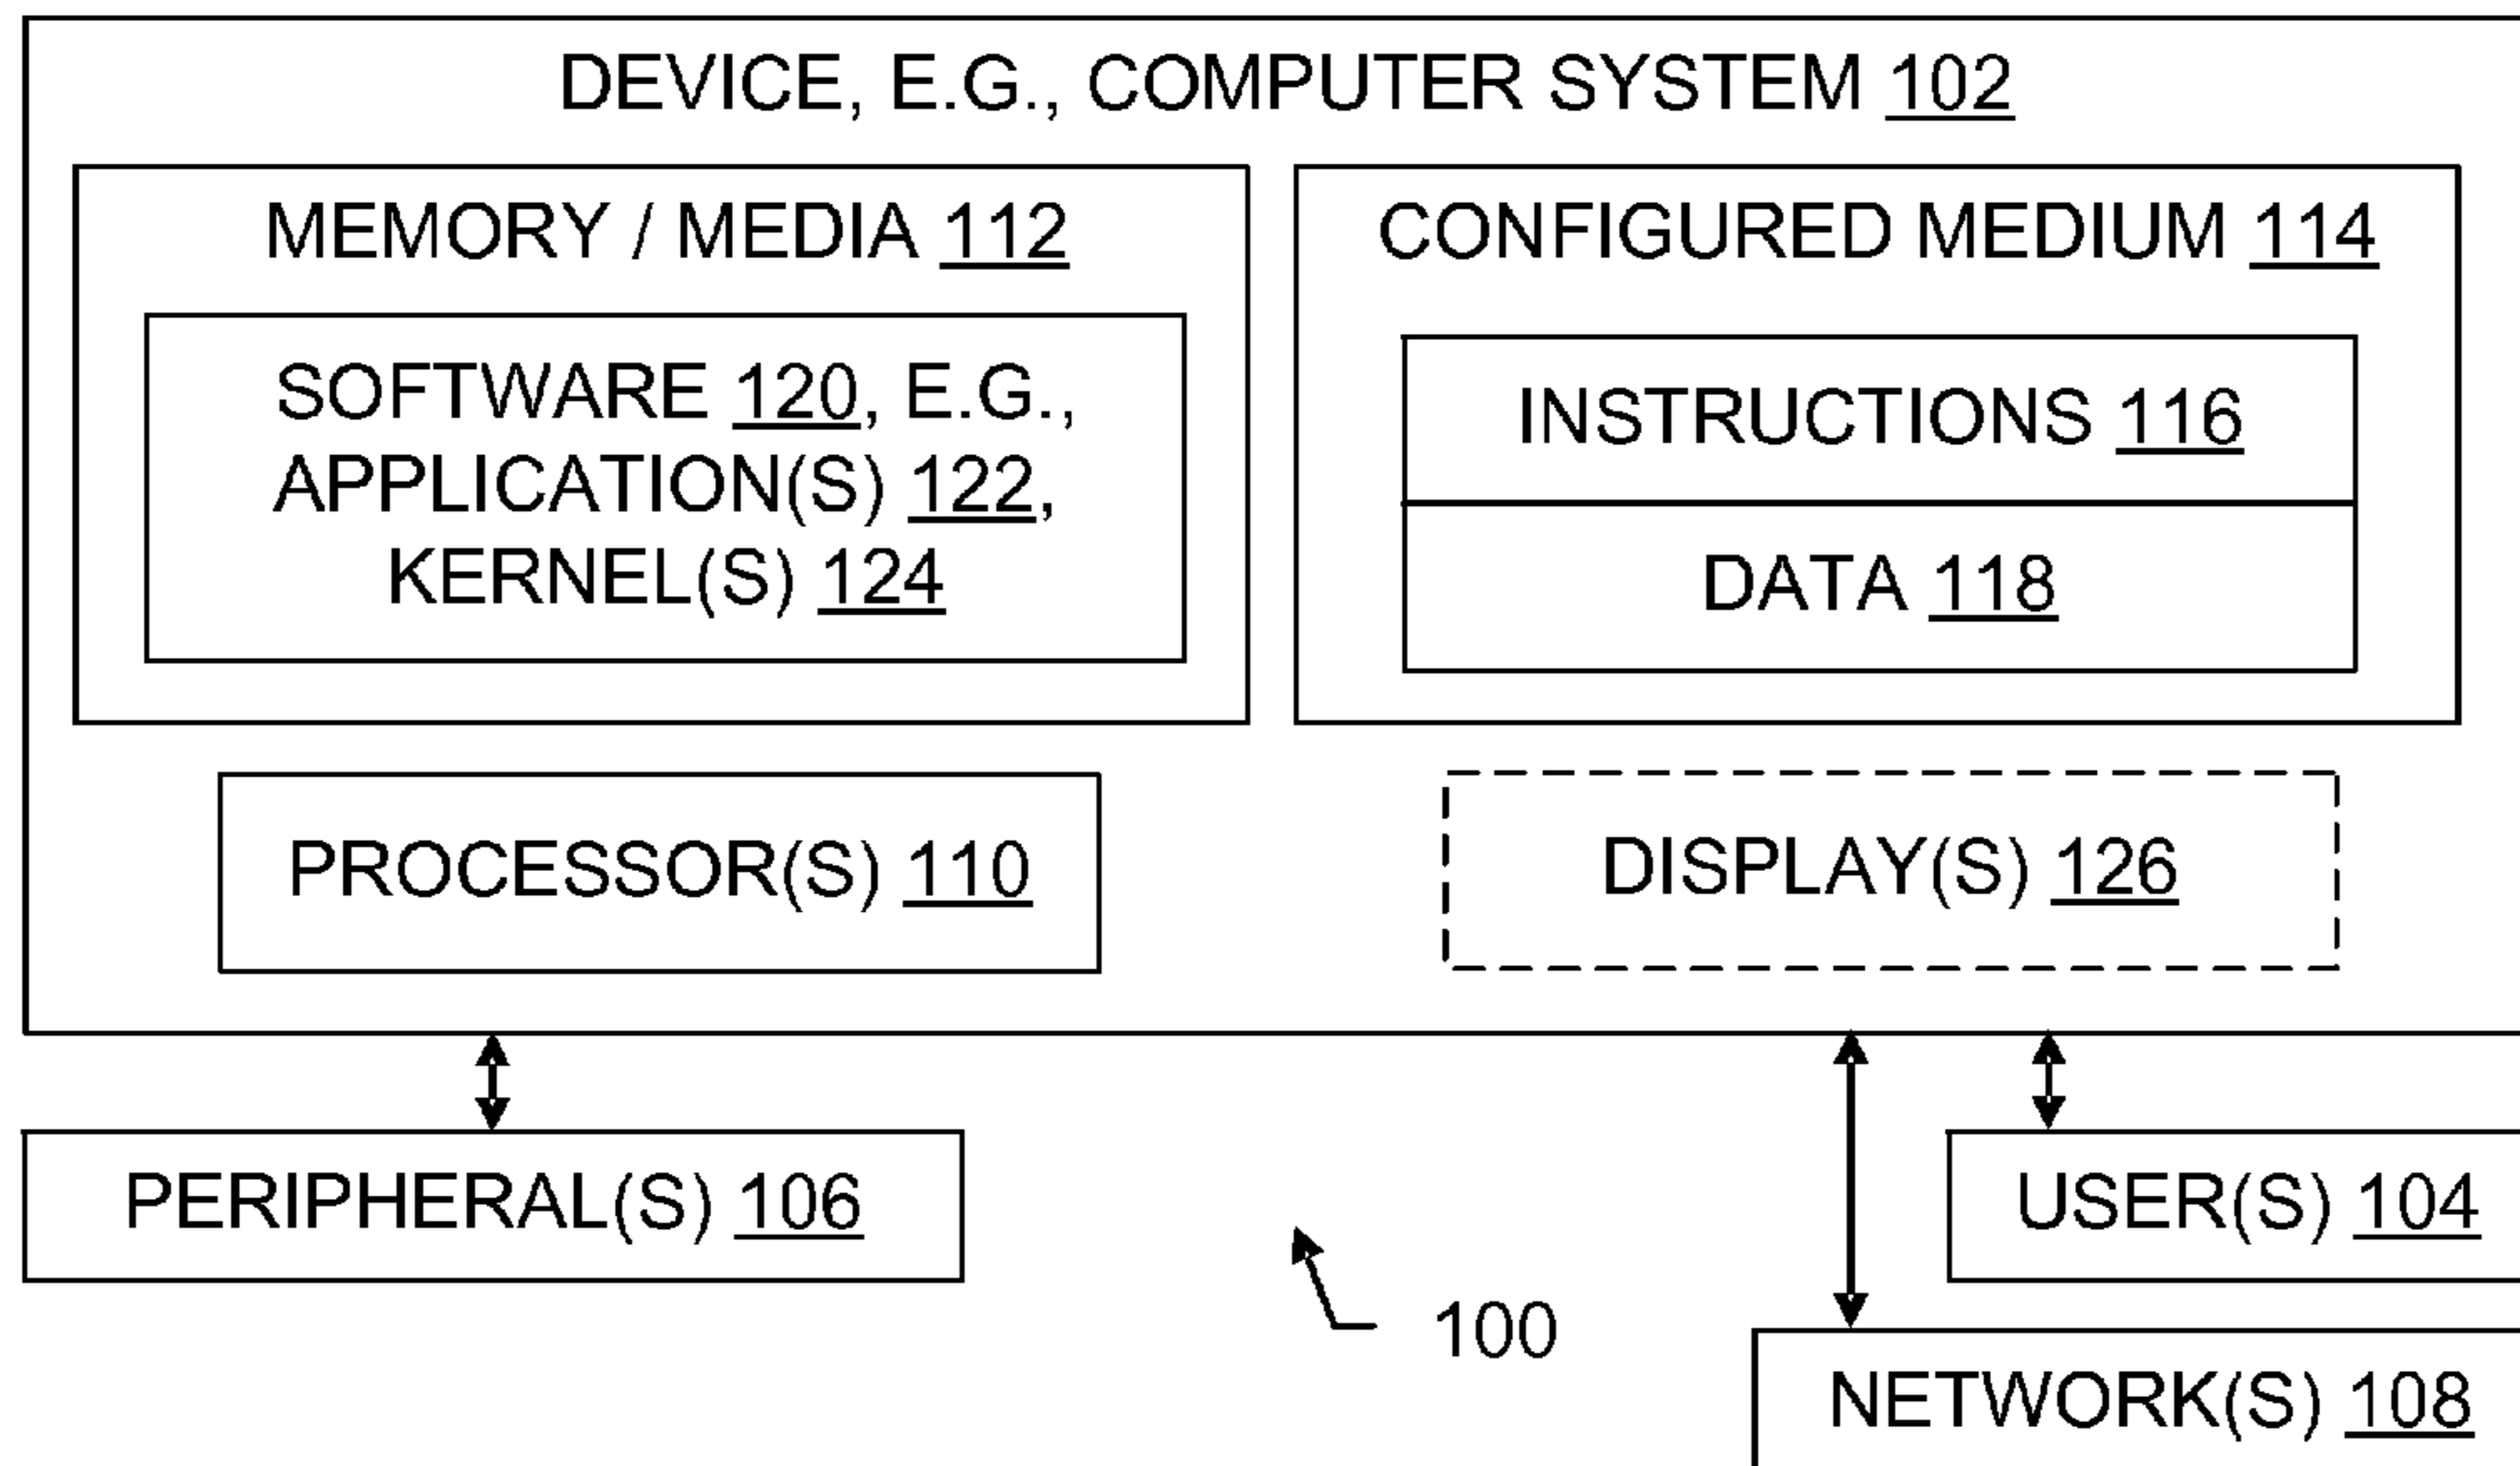 DEVICE, E.G., COMPUTER SYSTEM 102
MEMORY / MEDIA 112
SOFTWARE 120, E.G.,
APPLICATION(S) 122,
KERNEL(S) 124
CONFIGURED MEDIUM 114
INSTRUCTIONS 116
DATA 118
PROCESSOR(S) 110
DISPLAY(S) 126
PERIPHERAL(S) 106
USER(S) 104
100
NETWORK(S) 108